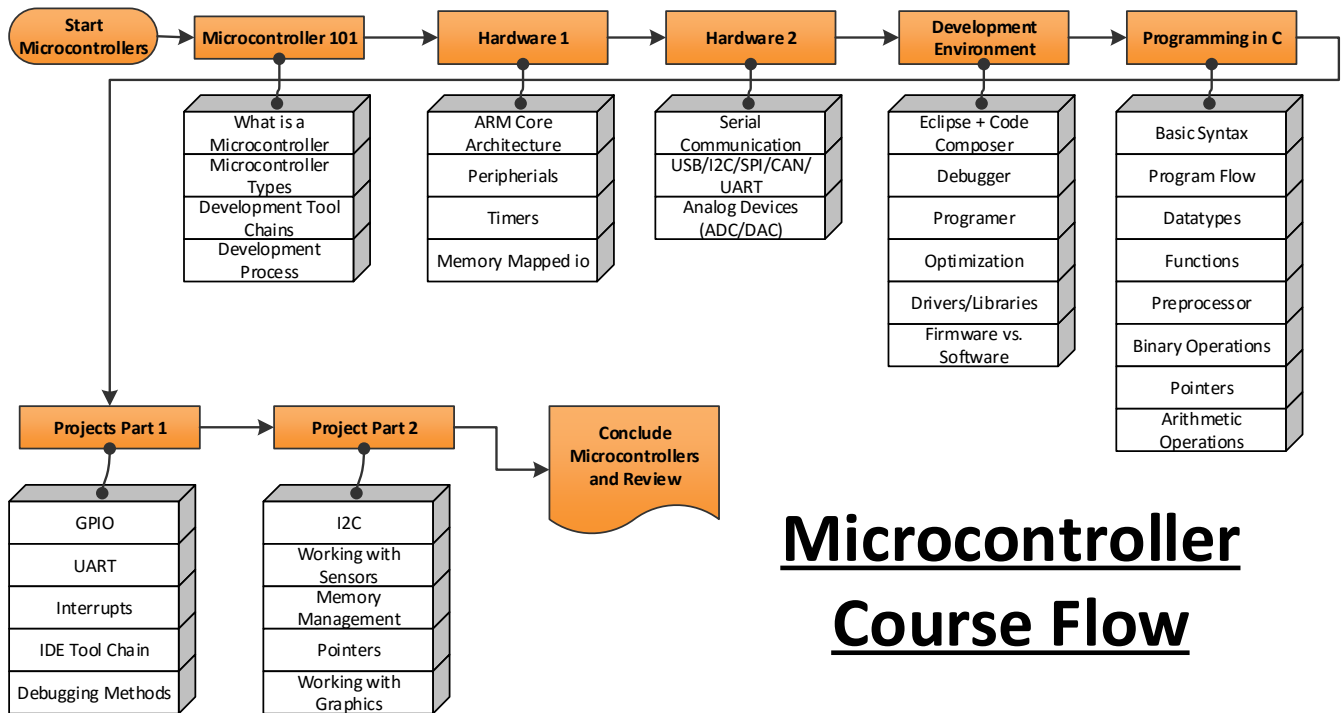 Start
Microcontrollers
Microcontroller 101
Hardware 1
Hardware 2
Development
Environment
Programming in C
What is a
Microcontroller
Microcontroller
Types
Development Tool
Chains
Development
Process
ARM Core
Architecture
Peripherials
Timers
Memory Mapped io
Serial
Communication
USB/I2C/SPI/CAN/
UART
Analog Devices
(ADC/DAC)
Eclipse + Code
Composer
Debugger
Programer
Optimization
Drivers/Libraries
Firmware vs.
Software
Basic Syntax
Program Flow
Datatypes
Functions
Preprocessor
Binary Operations
Pointers
Arithmetic
Operations
Projects Part 1
Project Part 2
Conclude
Microcontrollers
and Review
GPIO
UART
Interrupts
IDE Tool Chain
Debugging Methods
I2C
Working with
Sensors
Memory
Management
Pointers
Working with
Graphics
Microcontroller
Course Flow